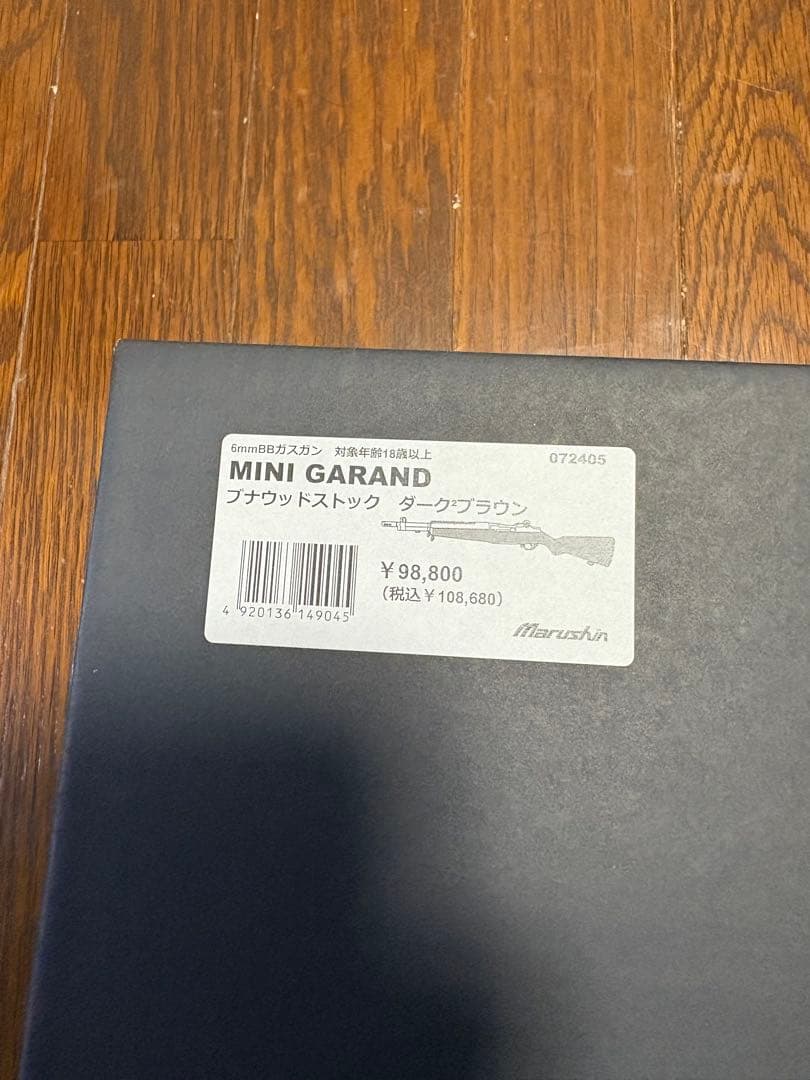 6mmBBガスガン 対象年齢18歳以上 072405
MINI GARAND
ブナウッドストック ダーク²ブラウン
¥98,800
(税込¥108,680)
4 920136 149045
Marushin